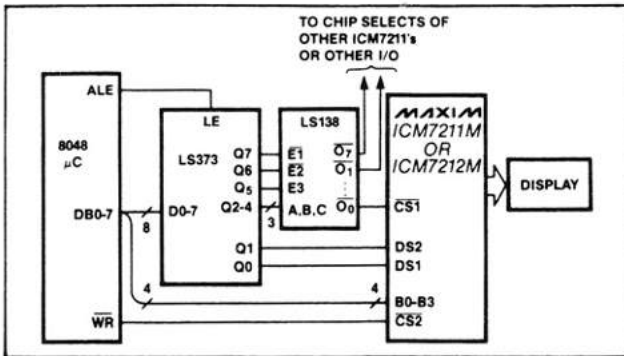 TO CHIP SELECTS OF
OTHER ICM7211's
OR OTHER I/O
ALE
8048
μC
DB0-7
WR
8
4
LE
LS373
D0-7
Q7
Q6
Q5
Q2-4
Q1
Q0
3
LS138
E1
E2
E3
A,B,C
O7
O1
O0
4
MAXIM
ICM7211M
OR
ICM7212M
CS1
DS2
DS1
B0-B3
CS2
DISPLAY